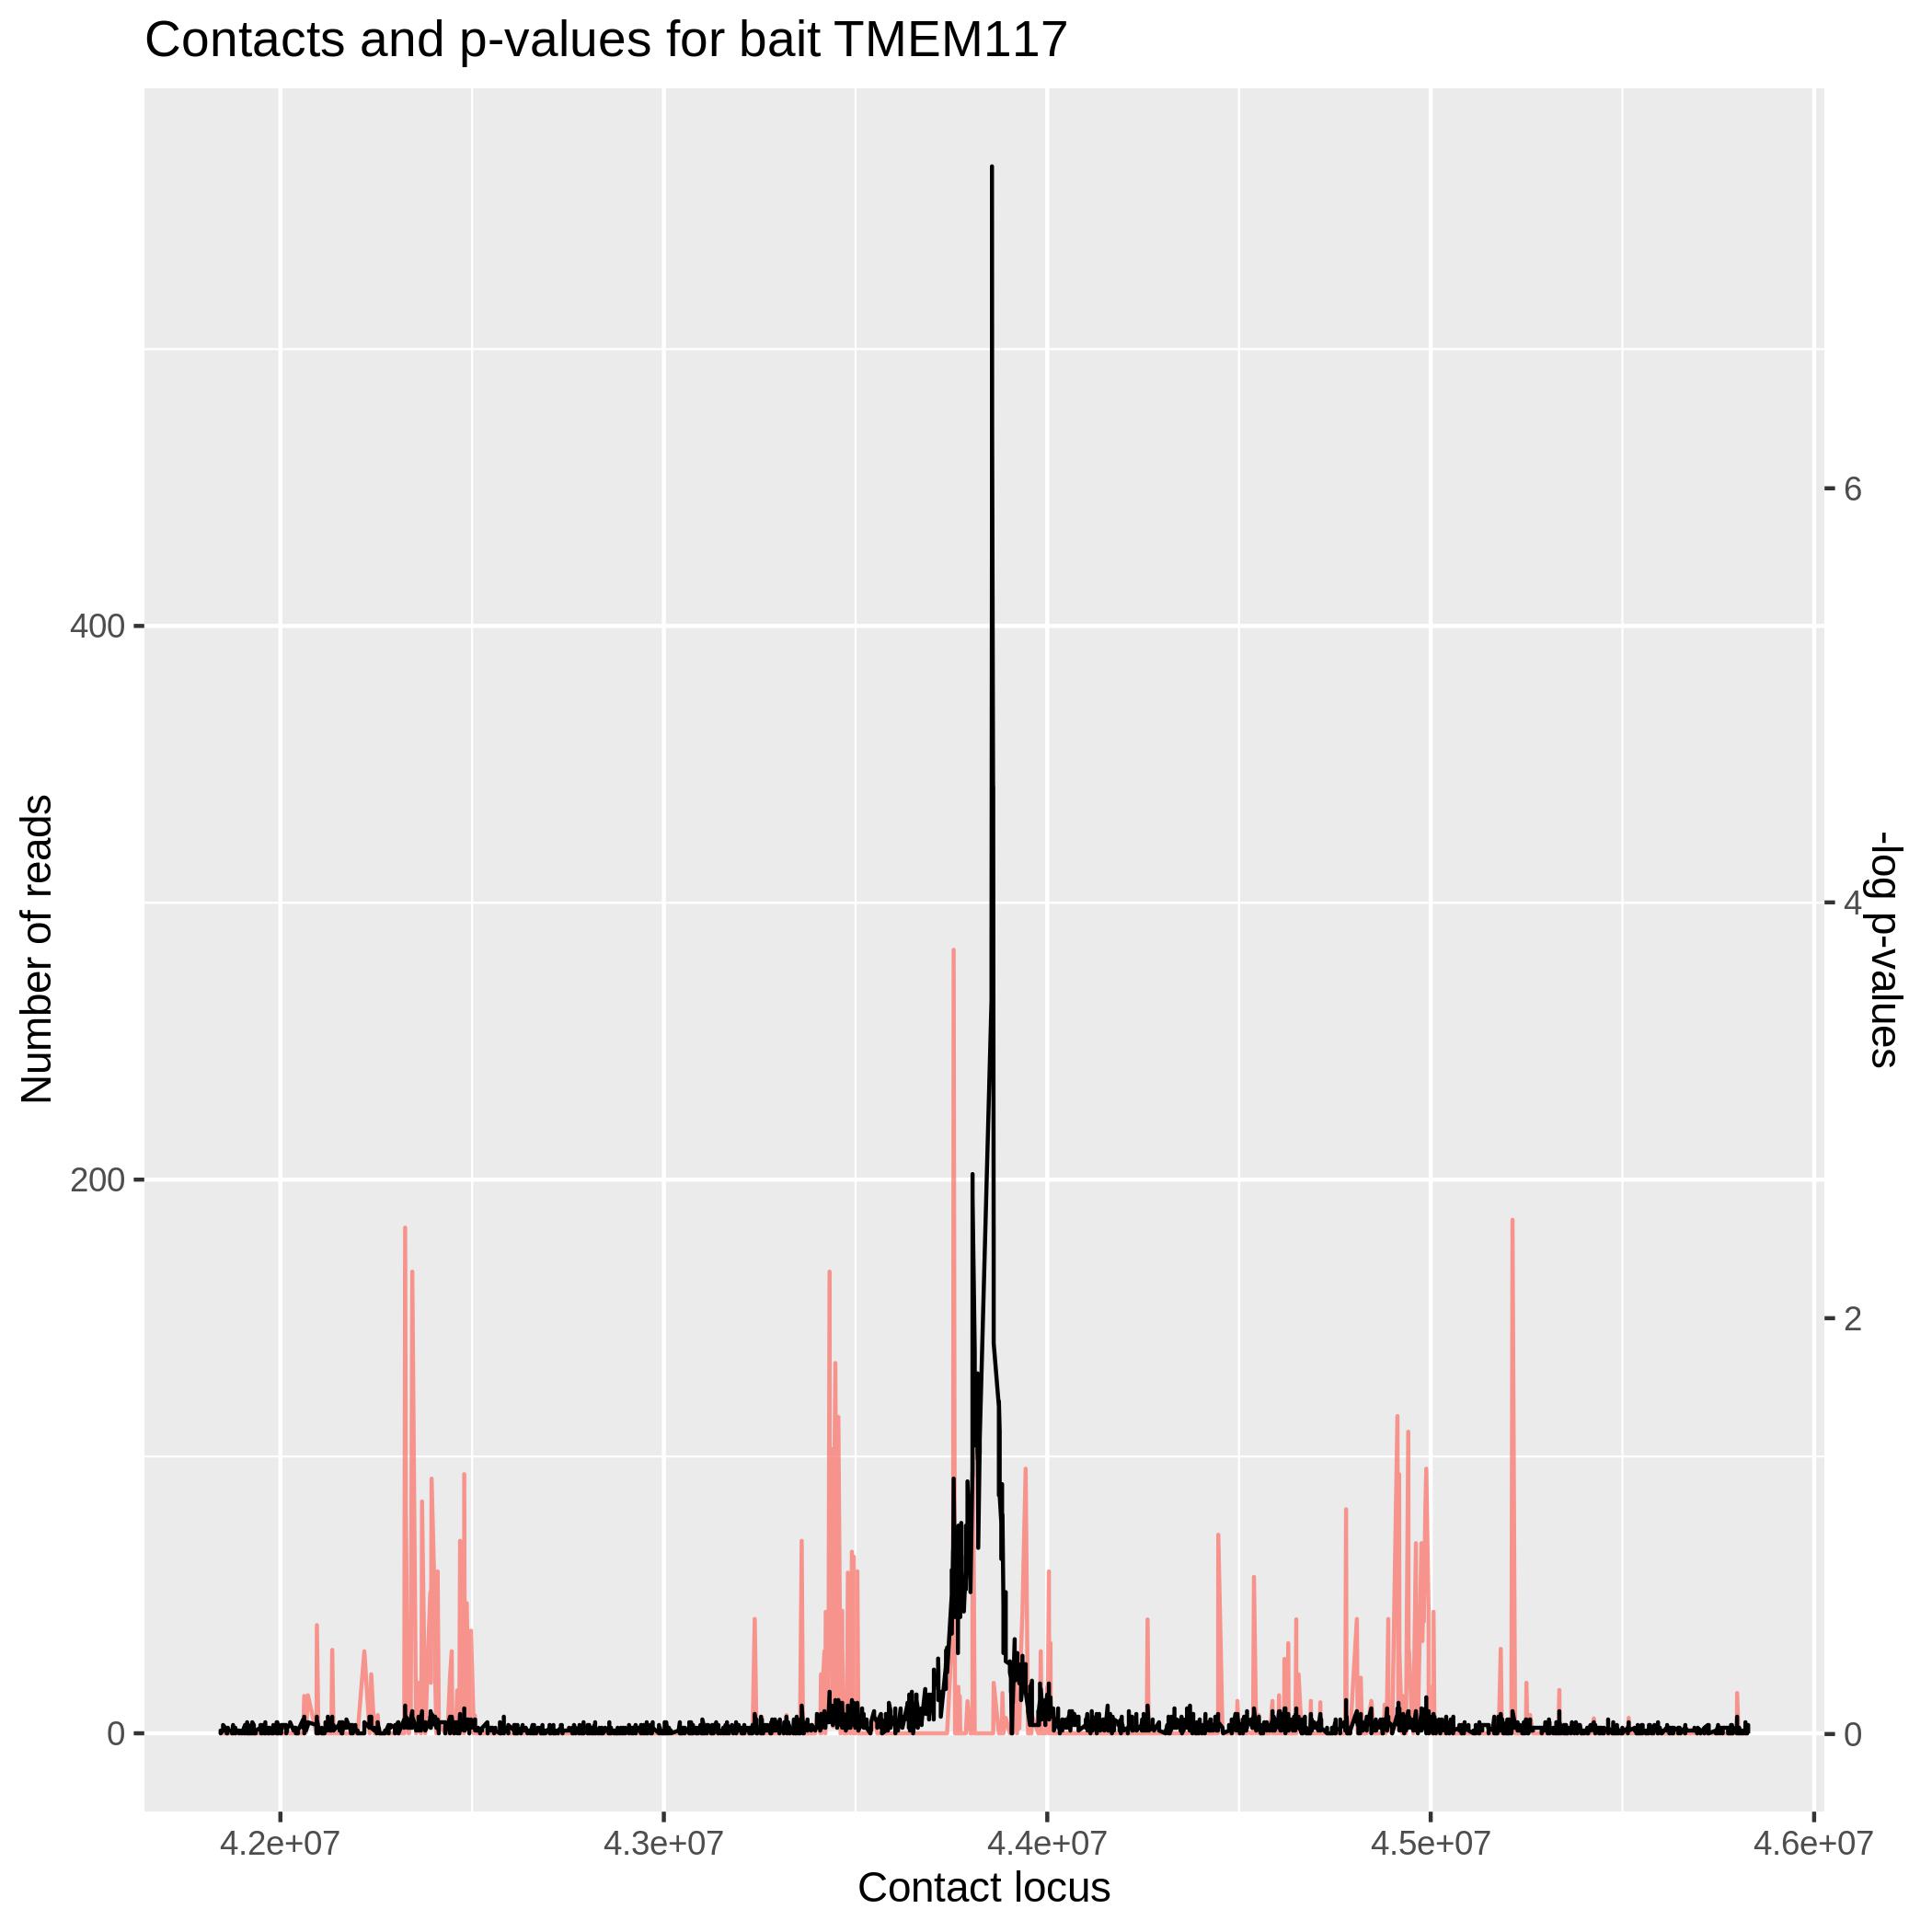 Contacts and p-values for bait TMEM117
Number of reads
400
200
0
6
4
2
0
-log p-values
4.2e+07
4.3e+07
4.4e+07
4.5e+07
4.6e+07
Contact locus